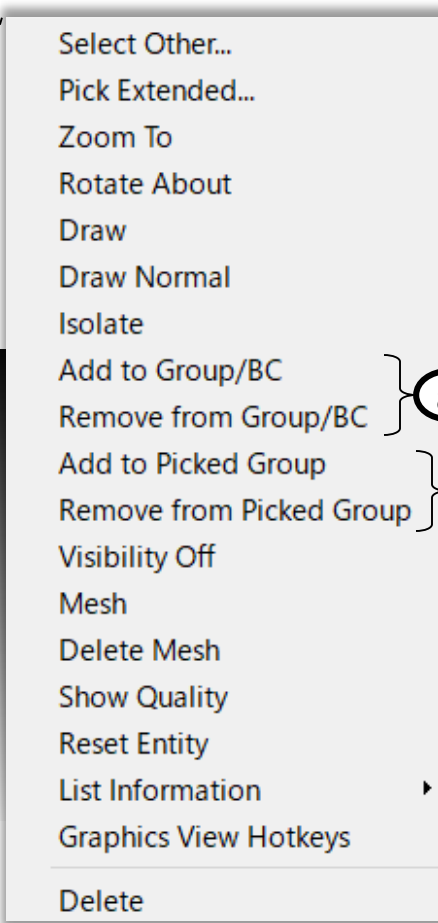 Select Other...
Pick Extended...
Zoom To
Rotate About
Draw
Draw Normal
Isolate
Add to Group/BC
Remove from Group/BC
Add to Picked Group
Remove from Picked Group
Visibility Off
Mesh
Delete Mesh
Show Quality
Reset Entity
List Information
Graphics View Hotkeys
Delete